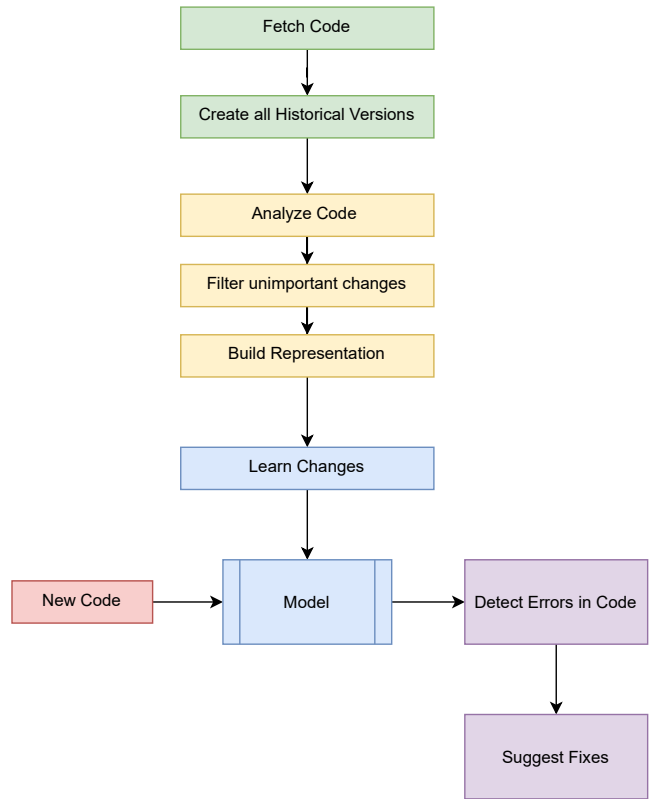 Fetch Code
Create all Historical Versions
Analyze Code
Filter unimportant changes
Build Representation
Learn Changes
New Code
Model
Detect Errors in Code
Suggest Fixes